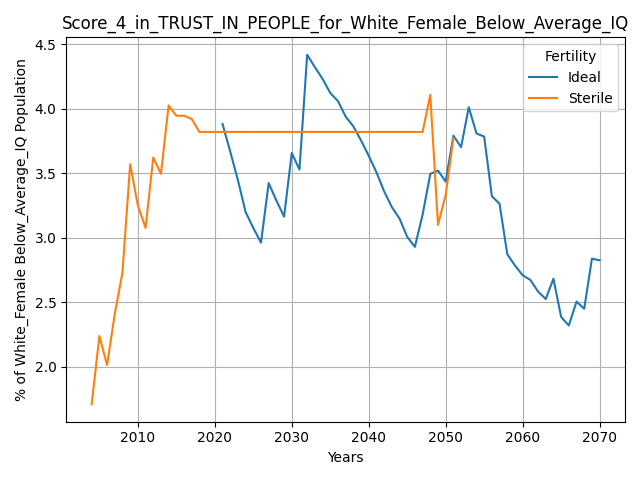 Score_4_in_TRUST_IN_PEOPLE_for_White_Female_Below_Average_IQ
% of White_Female Below_Average_IQ Population
4.5
4.0
3.5
3.0
2.5
2.0
Fertility
Ideal
Sterile
2010 2020 2030 2040 2050 2060 2070
Years